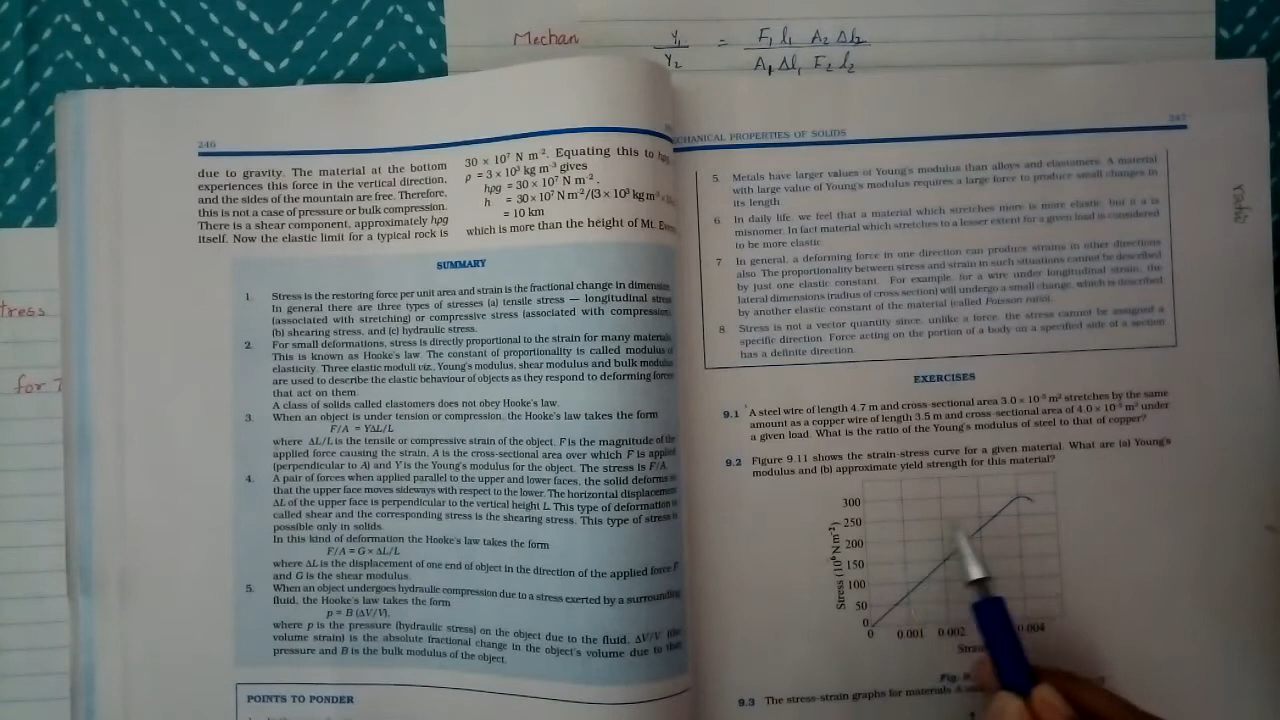 Mechan
Y1/Y2 = F1 l1 A2 Δl2 / A1 Δl1 F2 l2
tress
for T
ratio
246
due to gravity. The material at the bottom
experiences this force in the vertical direction,
and the sides of the mountain are free. Therefore,
this is not a case of pressure or bulk compression.
There is a shear component, approximately hρg
itself. Now the elastic limit for a typical rock is
30 × 10⁷ N m⁻². Equating this to hρg,
ρ = 3 × 10³ kg m⁻³ gives
hρg = 30 × 10⁷ N m⁻².
h = 30 × 10⁷ N m⁻²/(3 × 10³ kg m⁻³ ×
= 10 km
which is more than the height of Mt.
SUMMARY
1. Stress is the restoring force per unit area and strain is the fractional change in dimension.
In general there are three types of stresses (a) tensile stress — longitudinal stress
(associated with stretching) or compressive stress (associated with compression),
(b) shearing stress, and (c) hydraulic stress.
2. For small deformations, stress is directly proportional to the strain for many materials.
This is known as Hooke's law. The constant of proportionality is called modulus of
elasticity. Three elastic moduli viz., Young's modulus, shear modulus and bulk modulus
are used to describe the elastic behaviour of objects as they respond to deforming forces
that act on them.
A class of solids called elastomers does not obey Hooke's law.
3. When an object is under tension or compression, the Hooke's law takes the form
F/A = YΔL/L
where ΔL/L is the tensile or compressive strain of the object, F is the magnitude of the
applied force causing the strain, A is the cross-sectional area over which F is applied
(perpendicular to A) and Y is the Young's modulus for the object. The stress is F/A.
4. A pair of forces when applied parallel to the upper and lower faces, the solid deforms so
that the upper face moves sideways with respect to the lower. The horizontal displacement
ΔL of the upper face is perpendicular to the vertical height L. This type of deformation is
called shear and the corresponding stress is the shearing stress. This type of stress is
possible only in solids.
In this kind of deformation the Hooke's law takes the form
F/A = G × ΔL/L
where ΔL is the displacement of one end of object in the direction of the applied force F,
and G is the shear modulus.
5. When an object undergoes hydraulic compression due to a stress exerted by a surrounding
fluid, the Hooke's law takes the form
p = B (ΔV/V),
where p is the pressure (hydraulic stress) on the object due to the fluid, ΔV/V (the
volume strain) is the absolute fractional change in the object's volume due to that
pressure and B is the bulk modulus of the object.
POINTS TO PONDER
MECHANICAL PROPERTIES OF SOLIDS
247
5. Metals have larger values of Young's modulus than alloys and elastomers. A material
with large value of Young's modulus requires a large force to produce small changes in
its length.
6. In daily life, we feel that a material which stretches more is more elastic, but it a is
misnomer. In fact material which stretches to a lesser extent for a given load is considered
to be more elastic.
7. In general, a deforming force in one direction can produce strains in other directions
also. The proportionality between stress and strain in such situations cannot be described
by just one elastic constant. For example, for a wire under longitudinal strain, the
lateral dimensions (radius of cross section) will undergo a small change, which is described
by another elastic constant of the material (called Poisson ratio).
8. Stress is not a vector quantity since, unlike a force, the stress cannot be assigned a
specific direction. Force acting on the portion of a body on a specified side of a section
has a definite direction.
EXERCISES
9.1 A steel wire of length 4.7 m and cross-sectional area 3.0 × 10⁻⁵ m² stretches by the same
amount as a copper wire of length 3.5 m and cross-sectional area of 4.0 × 10⁻⁵ m² under
a given load. What is the ratio of the Young's modulus of steel to that of copper?
9.2 Figure 9.11 shows the strain-stress curve for a given material. What are (a) Young's
modulus and (b) approximate yield strength for this material?
Stress (10⁶ N m⁻²)
300
250
200
150
100
50
0
0 0.001 0.002 0.004
Fig.
9.3 The stress-strain graphs for materials A